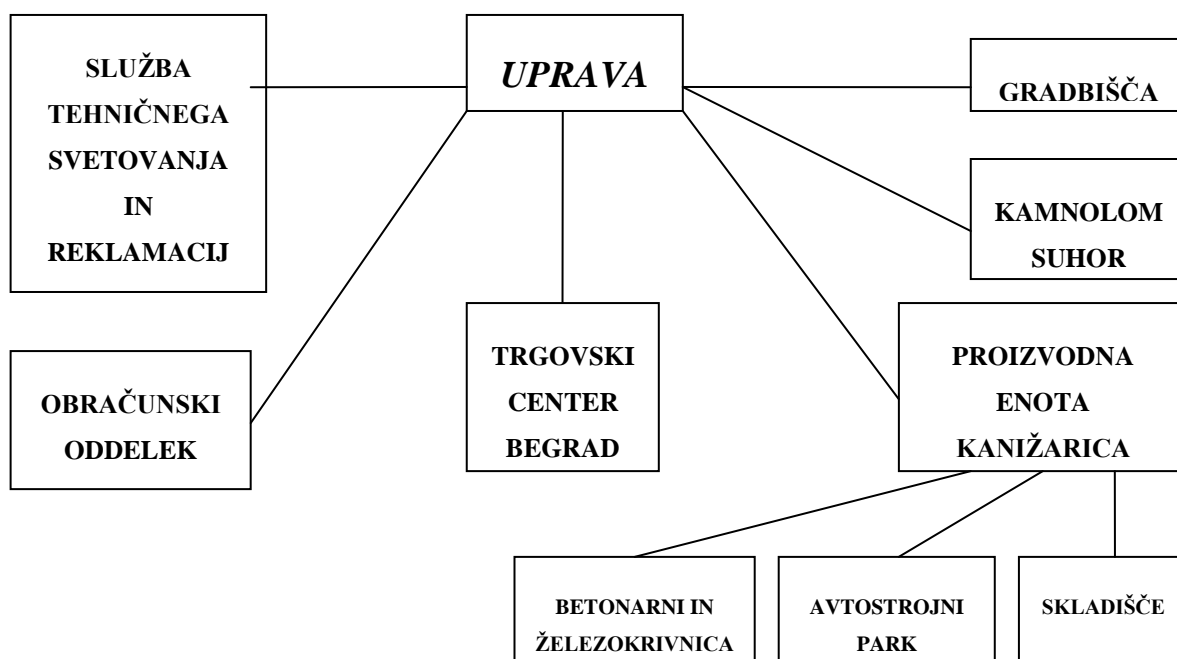 SLUŽBA
TEHNIČNEGA
SVETOVANJA
IN
REKLAMACIJ
UPRAVA
GRADBIŠČA
KAMNOLOM
SUHOR
OBRAČUNSKI
ODDELEK
TRGOVSKI
CENTER
BEGRAD
PROIZVODNA
ENOTA
KANIŽARICA
BETONARNI IN
ŽELEZOKRIVNICA
AVTOSTROJNI
PARK
SKLADIŠČE